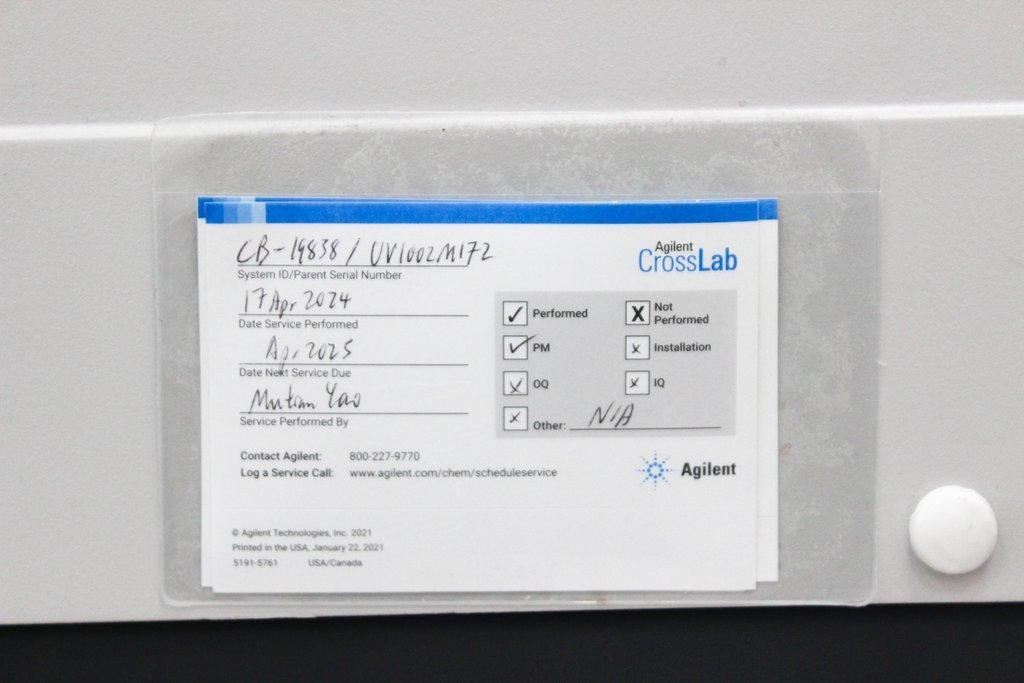 CB-19838 / UV1002M172
System ID/Parent Serial Number
17 Apr 2024
Date Service Performed
Apr 2025
Date Next Service Due
Mutian Yao
Service Performed By
Agilent
CrossLab
✓ Performed
X Not Performed
✓ PM
x Installation
✓ OQ
x IQ
x Other: N/A
Contact Agilent: 800-227-9770
Log a Service Call: www.agilent.com/chem/scheduleservice
Agilent
© Agilent Technologies, Inc. 2021
Printed in the USA, January 22, 2021
5191-5761 USA/Canada